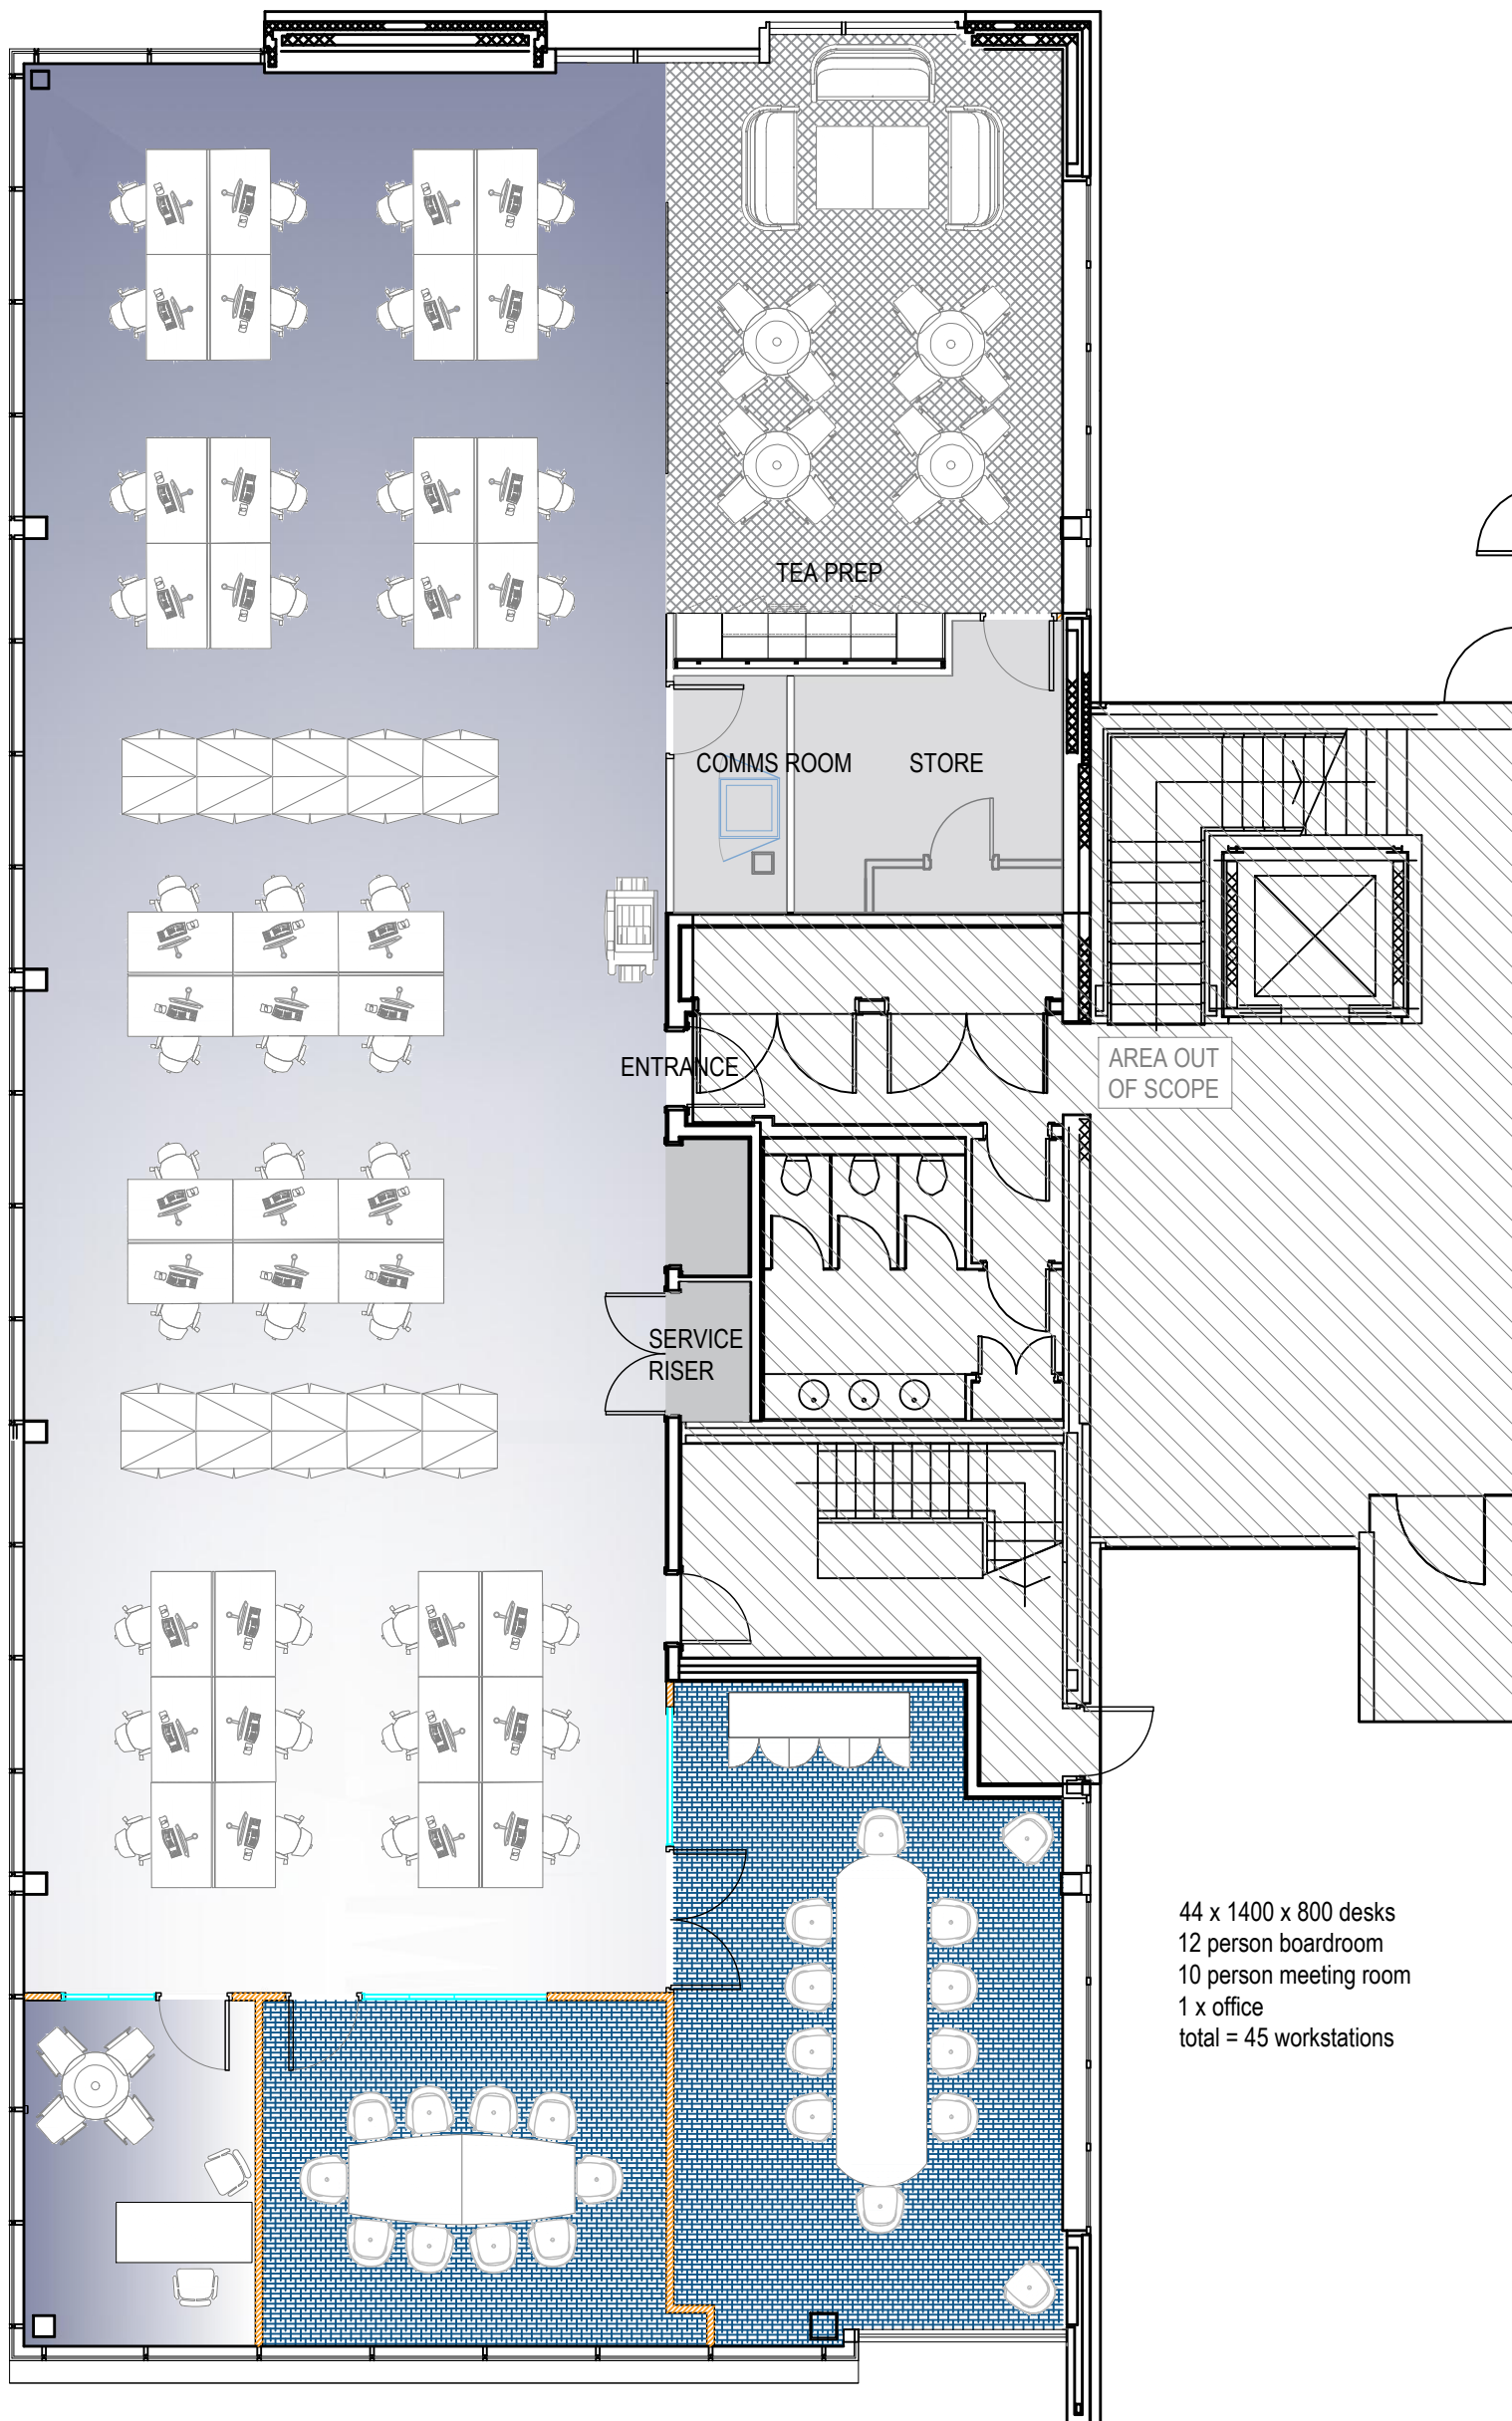 TEA PREP
COMMS ROOM
STORE
ENTRANCE
AREA OUT
OF SCOPE
SERVICE
RISER
44 x 1400 x 800 desks
12 person boardroom
10 person meeting room
1 x office
total = 45 workstations